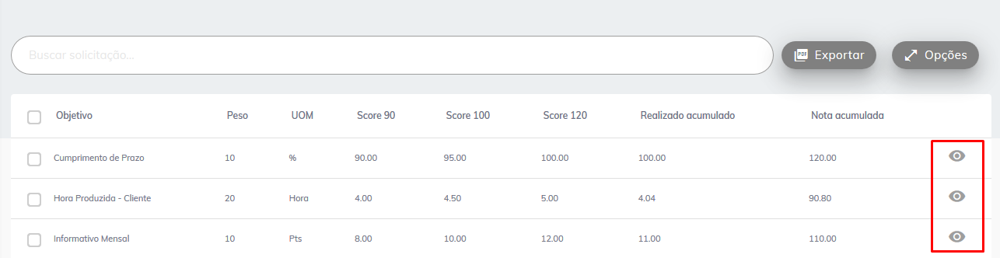 Buscar solicitação...
PDF Exportar
Opções
Objetivo Peso UOM Score 90 Score 100 Score 120 Realizado acumulado Nota acumulada
Cumprimento de Prazo 10 % 90.00 95.00 100.00 100.00 120.00
Hora Produzida - Cliente 20 Hora 4.00 4.50 5.00 4.04 90.80
Informativo Mensal 10 Pts 8.00 10.00 12.00 11.00 110.00